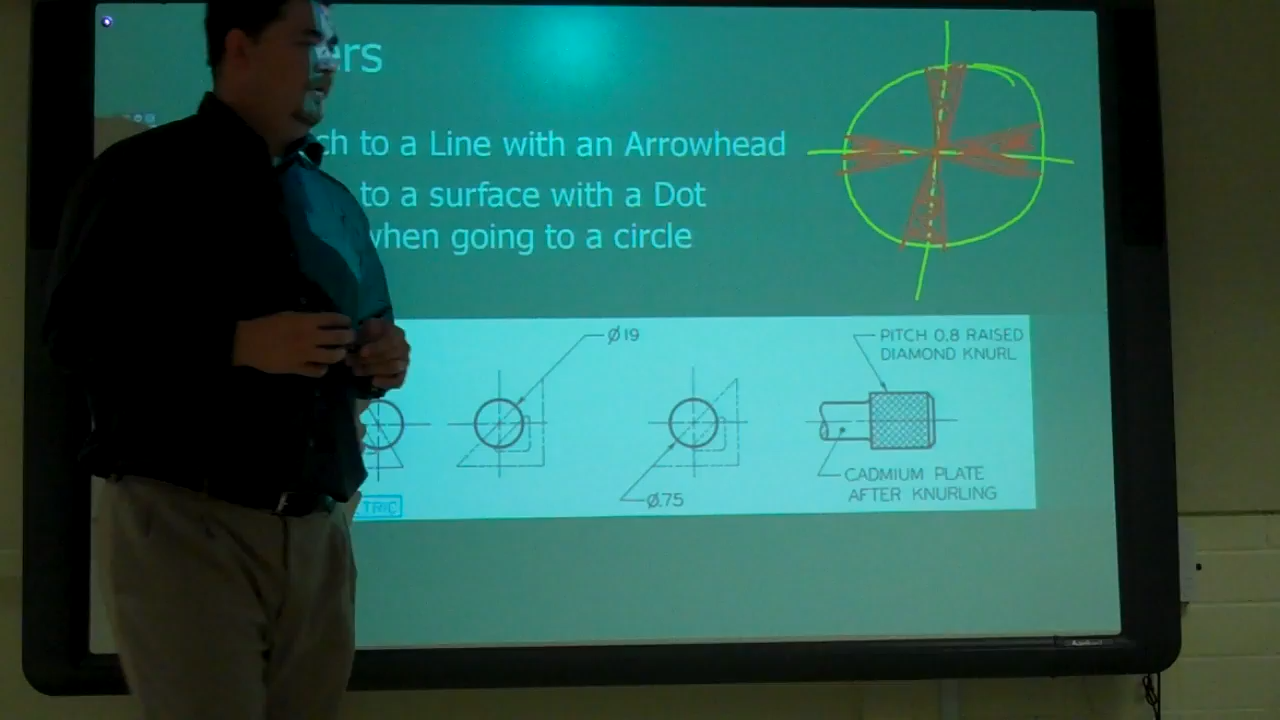 ers
ch to a Line with an Arrowhead
to a surface with a Dot
when going to a circle
Ø19
PITCH 0.8 RAISED
DIAMOND KNURL
Ø.75
CADMIUM PLATE
AFTER KNURLING
TRIC